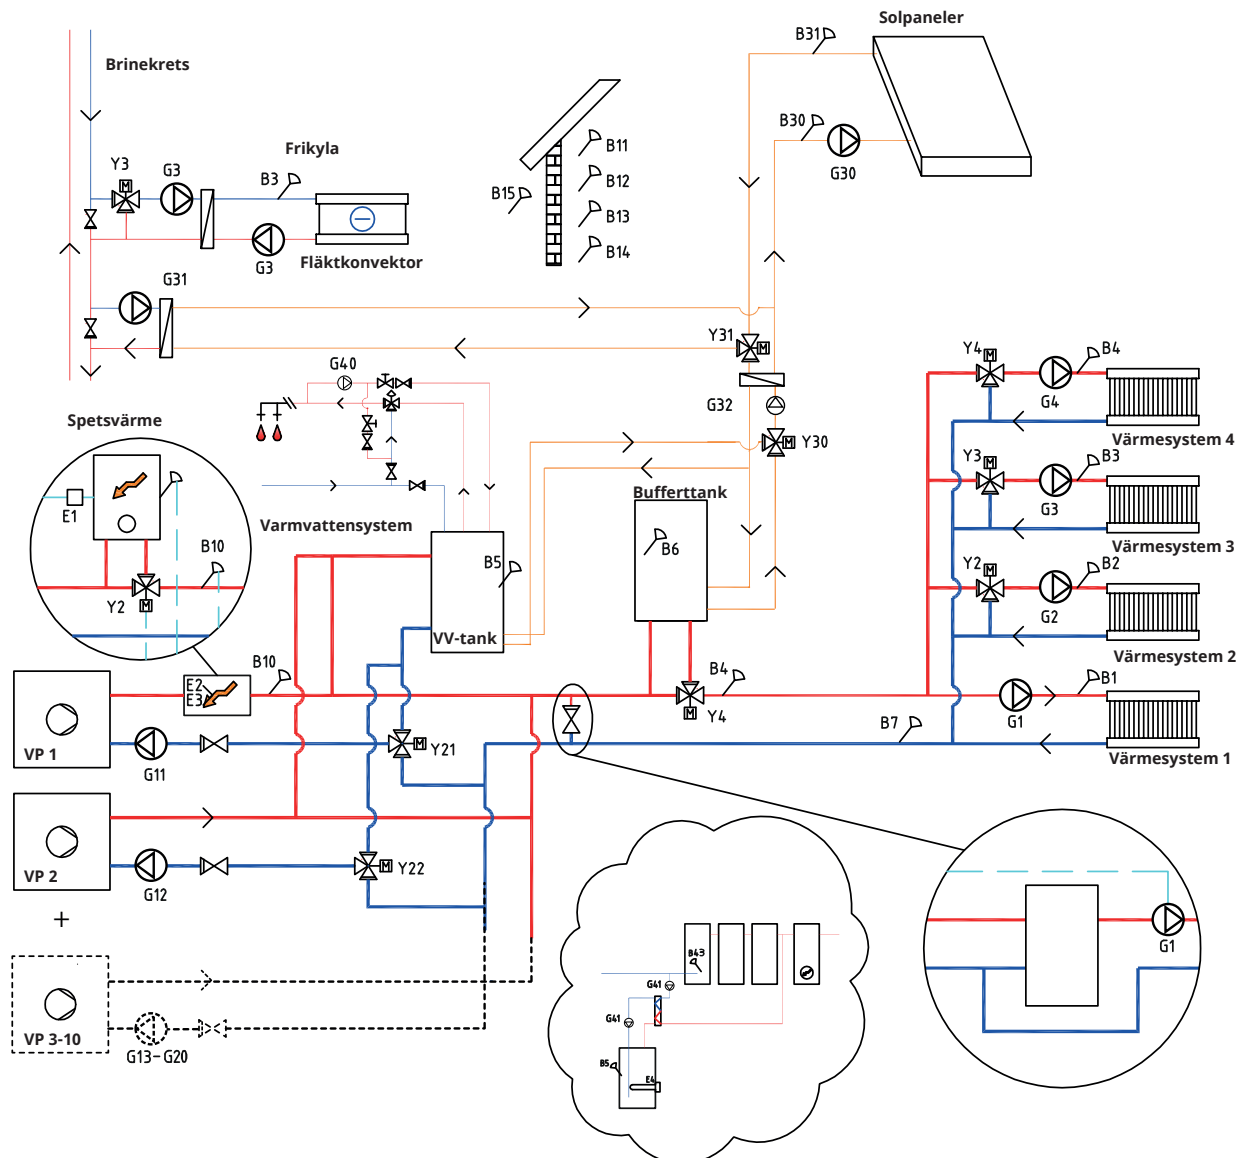 Solpaneler
B31
Brinekrets
B30
G30
B11
Y3
G3
Frikyla
B3
B12
B15
B13
B14
G3
Fläktkonvektor
G31
Y31
M
Y4
M
B4
G40
G32
G4
Spetsvärme
M
Y30
Värmesystem 4
Y3
M
B3
E1
Bufferttank
G3
Varmvattensystem
B6
Värmesystem 3
B10
B5
Y2
M
B2
Y2
M
G2
VV-tank
Värmesystem 2
E2
E3
B10
B4
B1
M
Y4
G1
B7
VP 1
G11
M
Y21
Värmesystem 1
VP 2
G12
M
Y22
+
G1
B43
G41
G41
VP 3-10
G13-G20
B5
E4